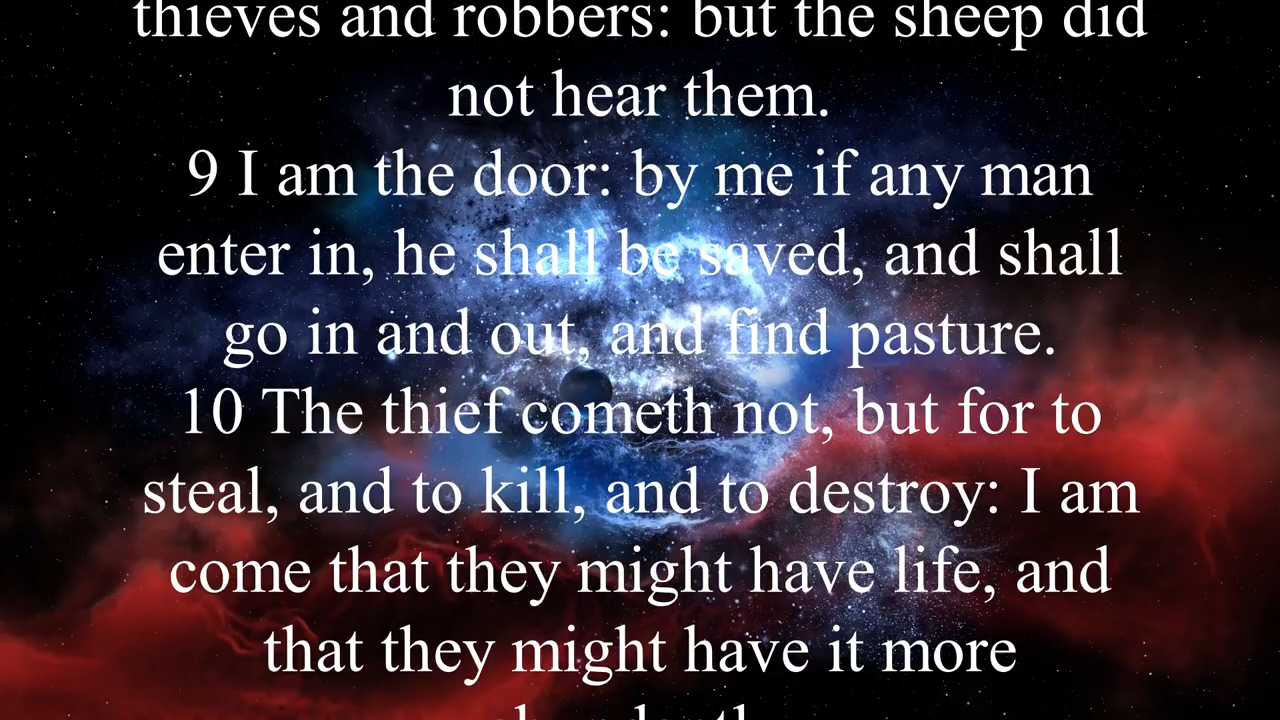 thieves and robbers: but the sheep did
not hear them.
9 I am the door: by me if any man
enter in, he shall be saved, and shall
go in and out, and find pasture.
10 The thief cometh not, but for to
steal, and to kill, and to destroy: I am
come that they might have life, and
that they might have it more